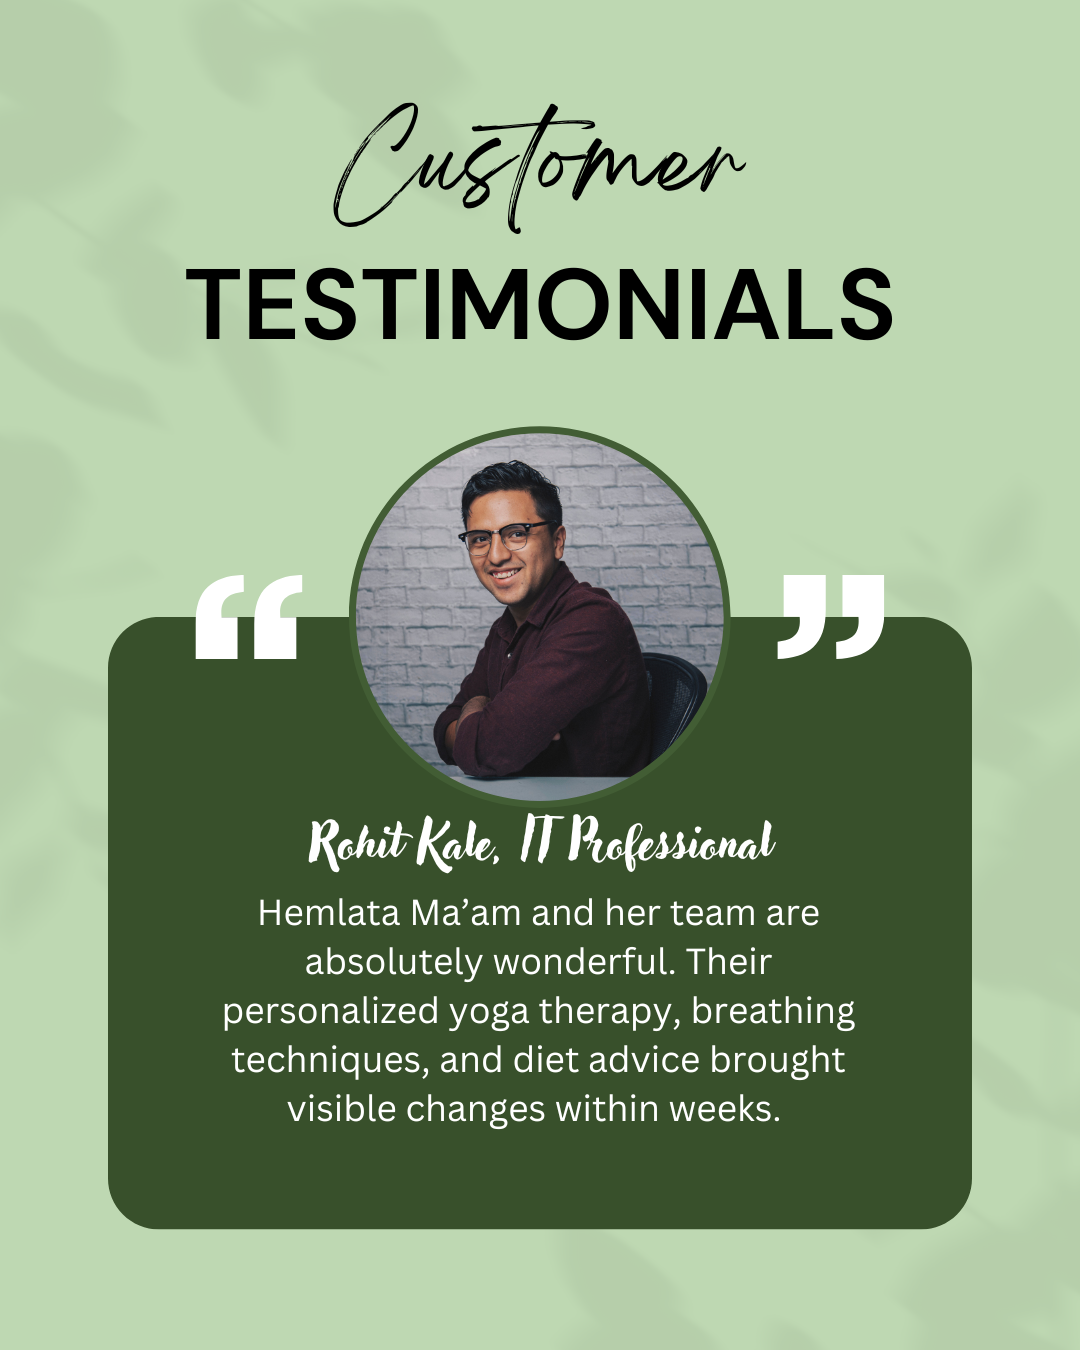 Customer
TESTIMONIALS
“ ”
Rohit Kale, IT Professional
Hemlata Ma’am and her team are
absolutely wonderful. Their
personalized yoga therapy, breathing
techniques, and diet advice brought
visible changes within weeks.